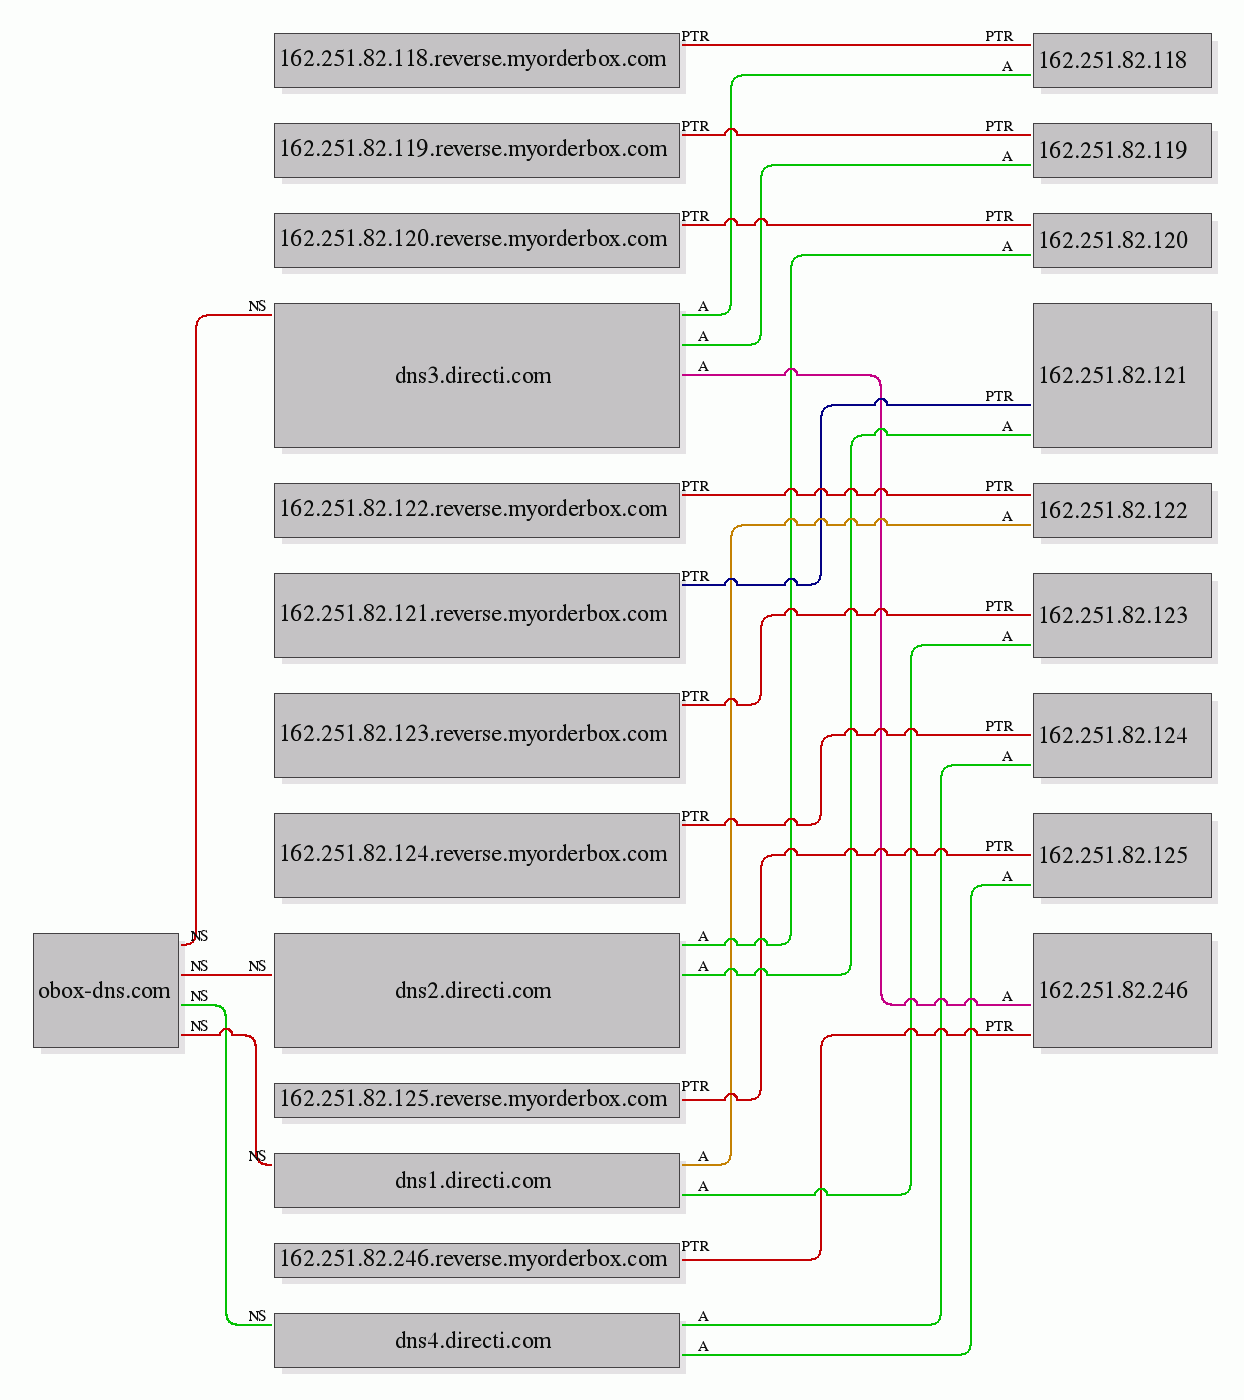 PTR PTR
162.251.82.118.reverse.myorderbox.com 162.251.82.118
A
PTR PTR
162.251.82.119.reverse.myorderbox.com 162.251.82.119
A
PTR PTR
162.251.82.120.reverse.myorderbox.com 162.251.82.120
A
NS A
A
A
dns3.directi.com 162.251.82.121
PTR
A
PTR PTR
162.251.82.122.reverse.myorderbox.com 162.251.82.122
A
PTR
162.251.82.121.reverse.myorderbox.com 162.251.82.123
PTR
A
PTR
162.251.82.123.reverse.myorderbox.com 162.251.82.124
PTR
A
PTR
162.251.82.124.reverse.myorderbox.com 162.251.82.125
PTR
A
NS A
NS NS A
obox-dns.com dns2.directi.com 162.251.82.246
NS A
NS PTR
PTR
162.251.82.125.reverse.myorderbox.com
NS A
dns1.directi.com
A
PTR
162.251.82.246.reverse.myorderbox.com
NS A
dns4.directi.com
A